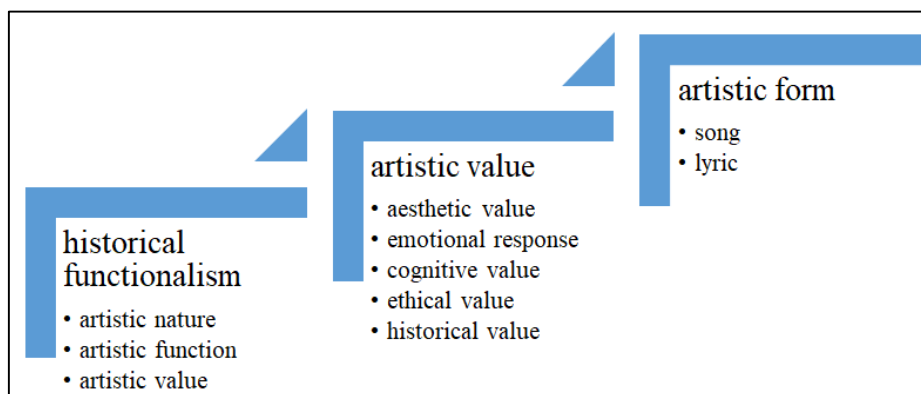 historical
functionalism
• artistic nature
• artistic function
• artistic value
artistic value
• aesthetic value
• emotional response
• cognitive value
• ethical value
• historical value
artistic form
• song
• lyric